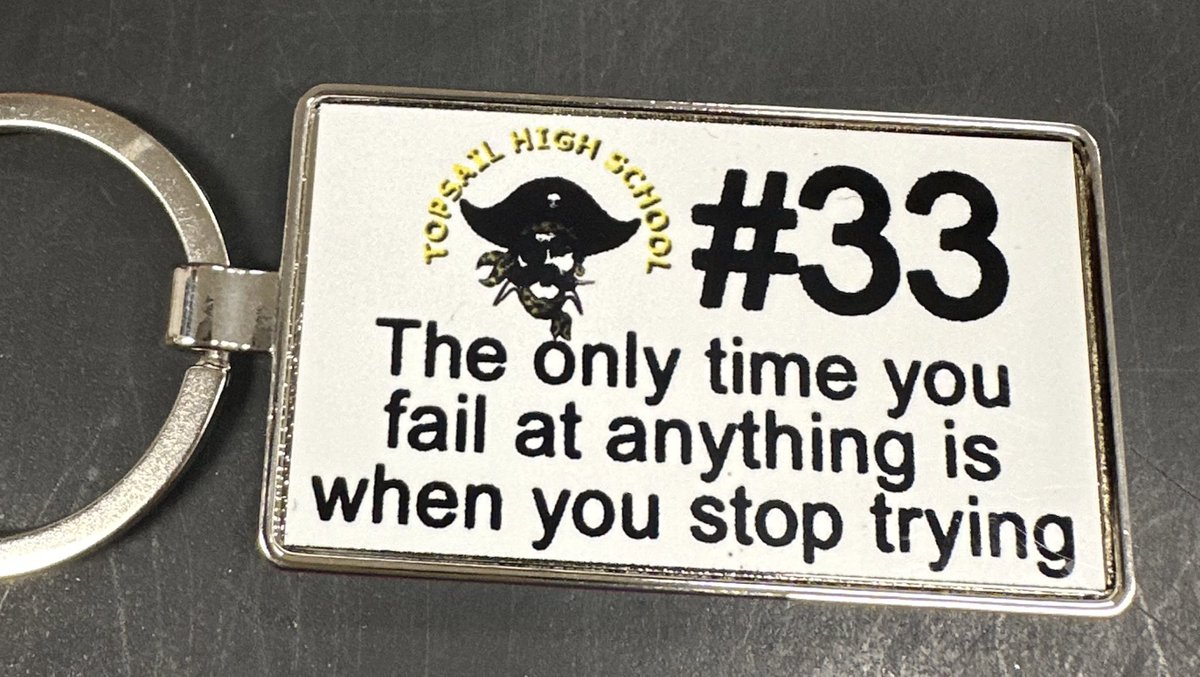 TOPSAIL HIGH SCHOOL
#33
The only time you
fail at anything is
when you stop trying